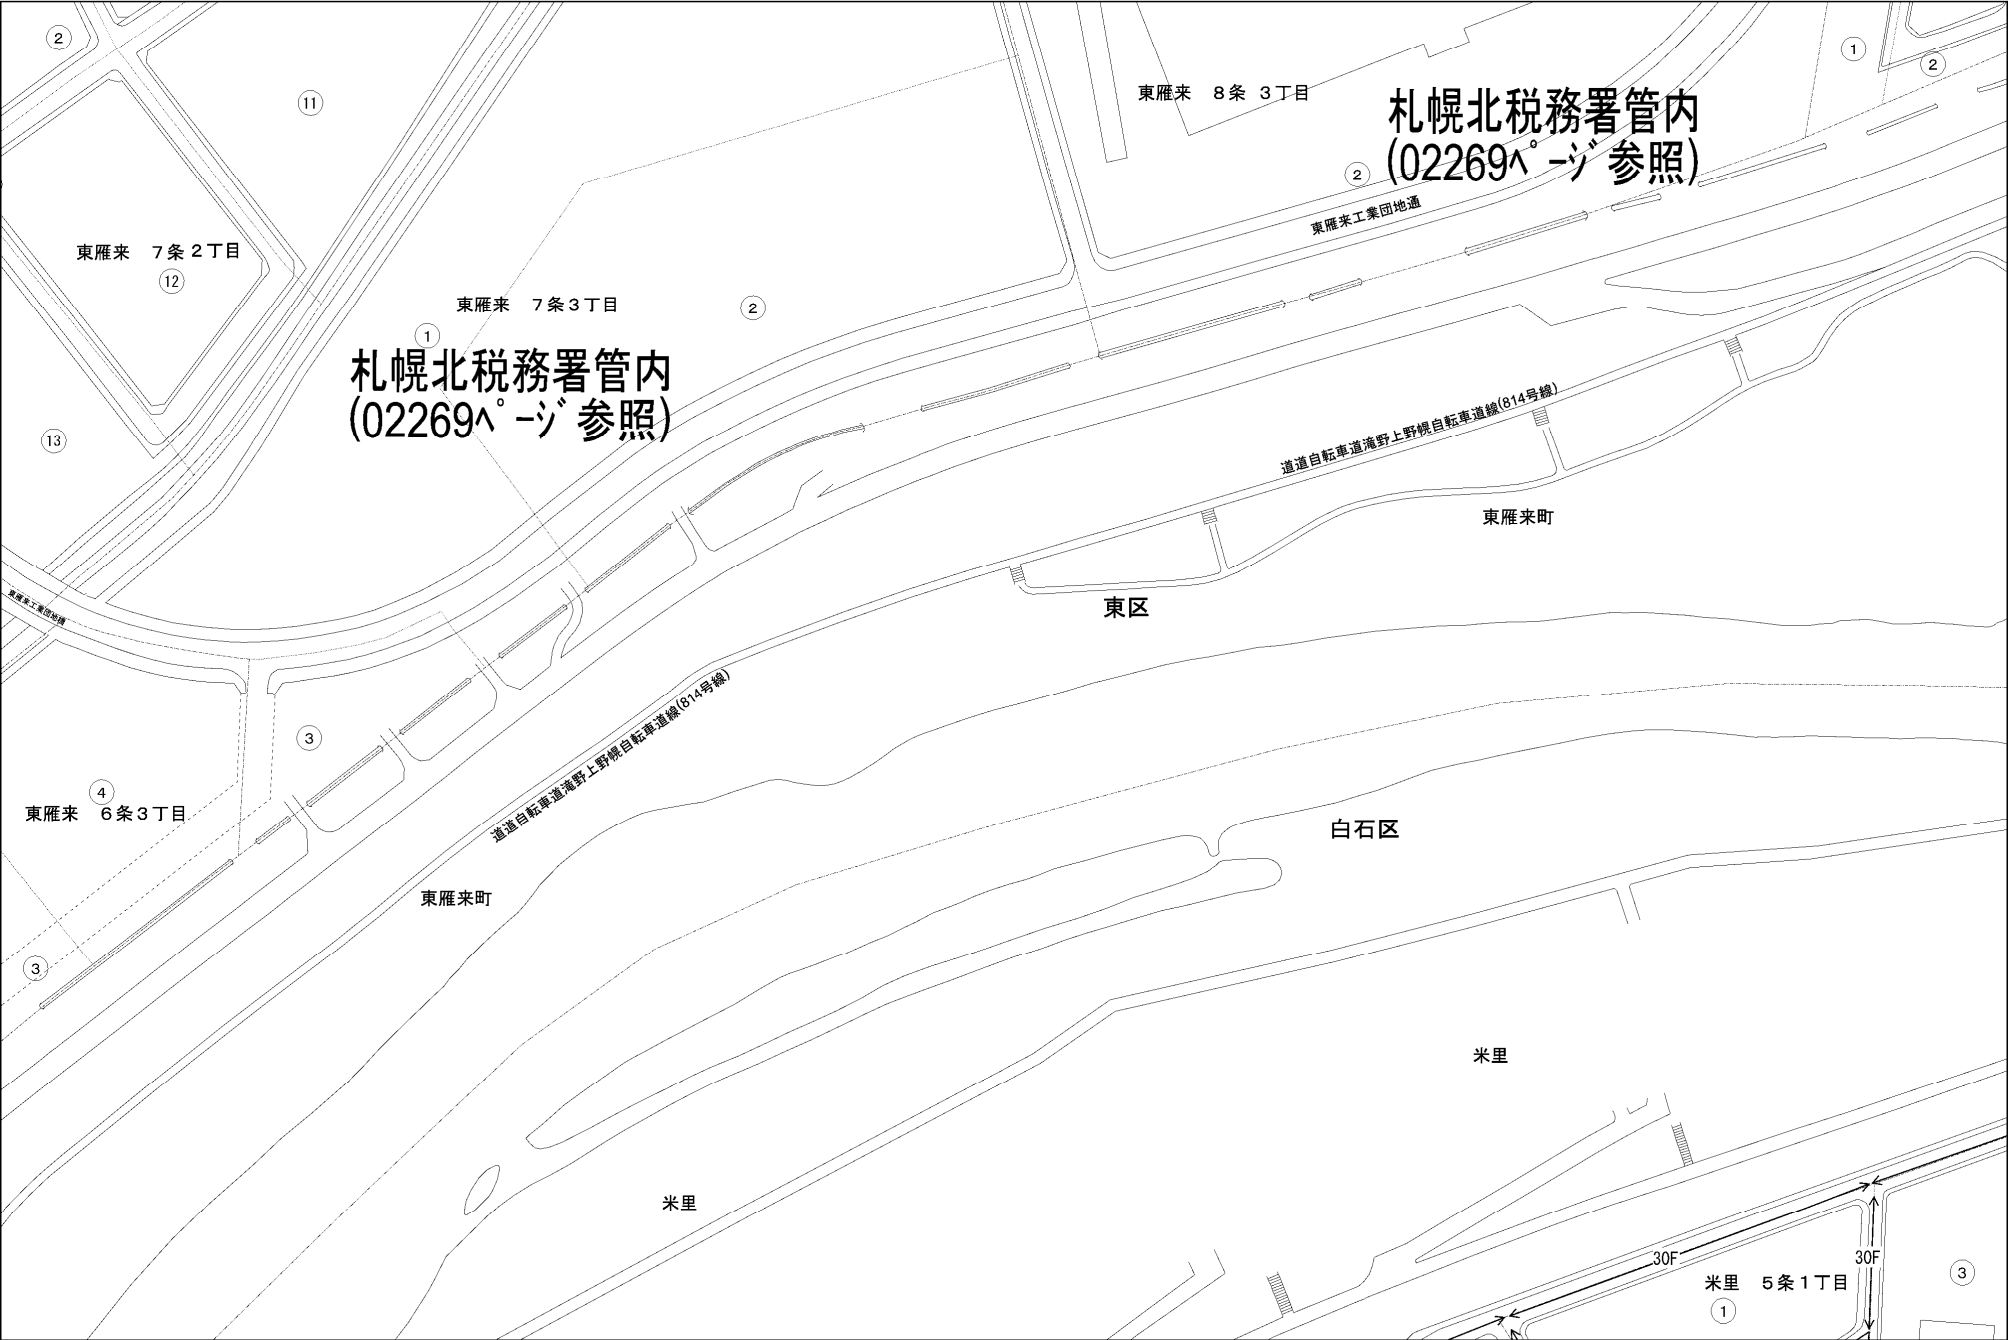 ②
⑪
東雁来 ８条 ３丁目
①
②
札幌北税務署管内
(02269ﾍﾟｰｼﾞ参照)
②
東雁来工業団地通
東雁来 ７条２丁目
⑫
東雁来 ７条３丁目
②
①
札幌北税務署管内
(02269ﾍﾟｰｼﾞ参照)
⑬
道道自転車道滝野上野幌自転車道線(814号線)
東雁来町
東雁来工業団地橋
東区
道道自転車道滝野上野幌自転車道線(814号線)
③
④
東雁来 ６条３丁目
白石区
東雁来町
③
米里
米里
30F
30F
米里 ５条１丁目
③
①